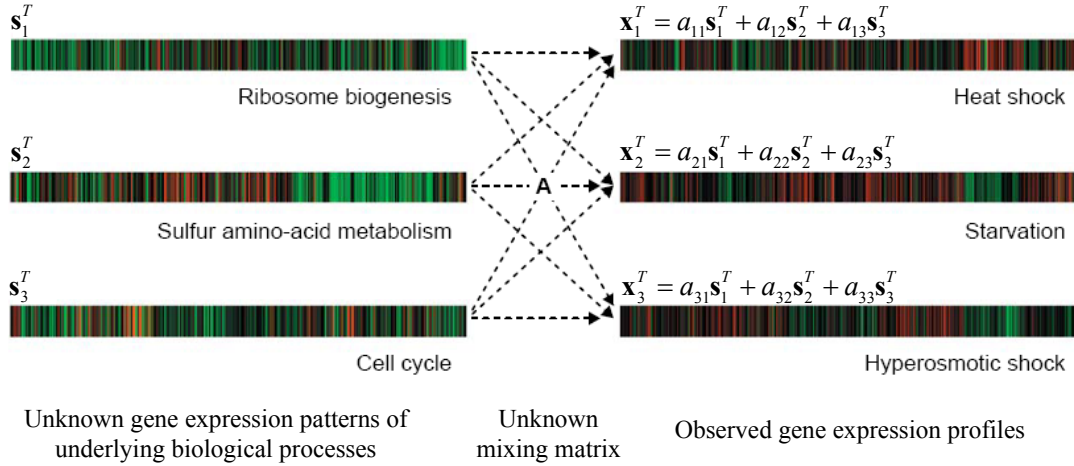 s₁ᵀ
x₁ᵀ = a₁₁s₁ᵀ + a₁₂s₂ᵀ + a₁₃s₃ᵀ
Ribosome biogenesis
Heat shock
s₂ᵀ
x₂ᵀ = a₂₁s₁ᵀ + a₂₂s₂ᵀ + a₂₃s₃ᵀ
A
Sulfur amino-acid metabolism
Starvation
s₃ᵀ
x₃ᵀ = a₃₁s₁ᵀ + a₃₂s₂ᵀ + a₃₃s₃ᵀ
Cell cycle
Hyperosmotic shock
Unknown gene expression patterns of
underlying biological processes
Unknown
mixing matrix
Observed gene expression profiles